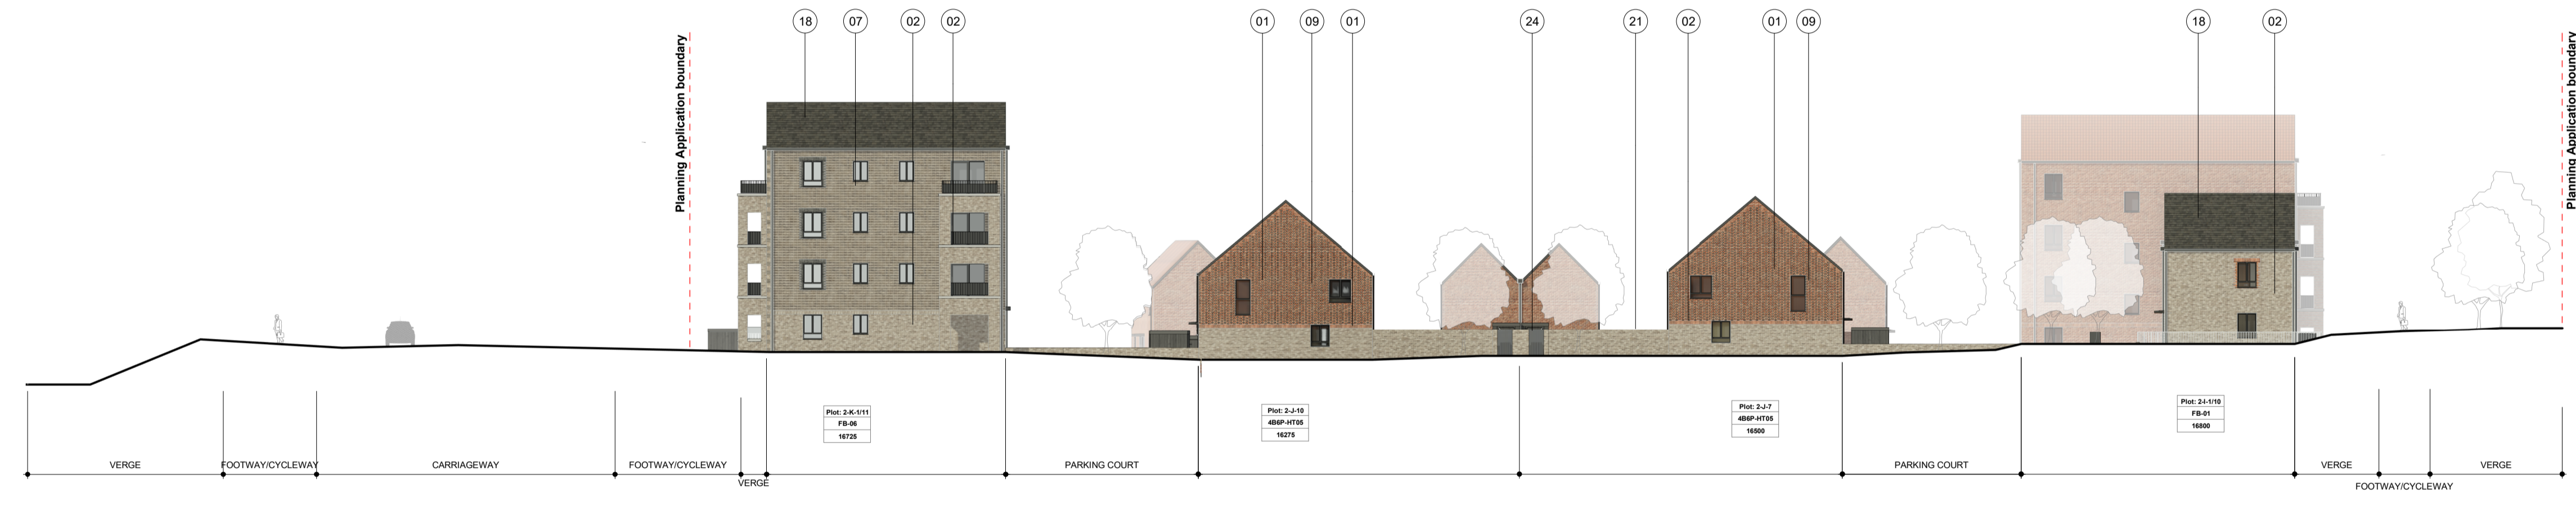 18 07 02 02 01 09 01 24 21 02 01 09 18 02
Planning Application boundary
Planning Application boundary
Plot: 2-K-1/11
FB-06
16725
Plot: 2-J-10
4B6P-HT05
16275
Plot: 2-J-7
4B6P-HT05
16500
Plot: 2-I-1/10
FB-01
16800
VERGE FOOTWAY/CYCLEWAY CARRIAGEWAY FOOTWAY/CYCLEWAY PARKING COURT PARKING COURT VERGE VERGE
VERGE FOOTWAY/CYCLEWAY